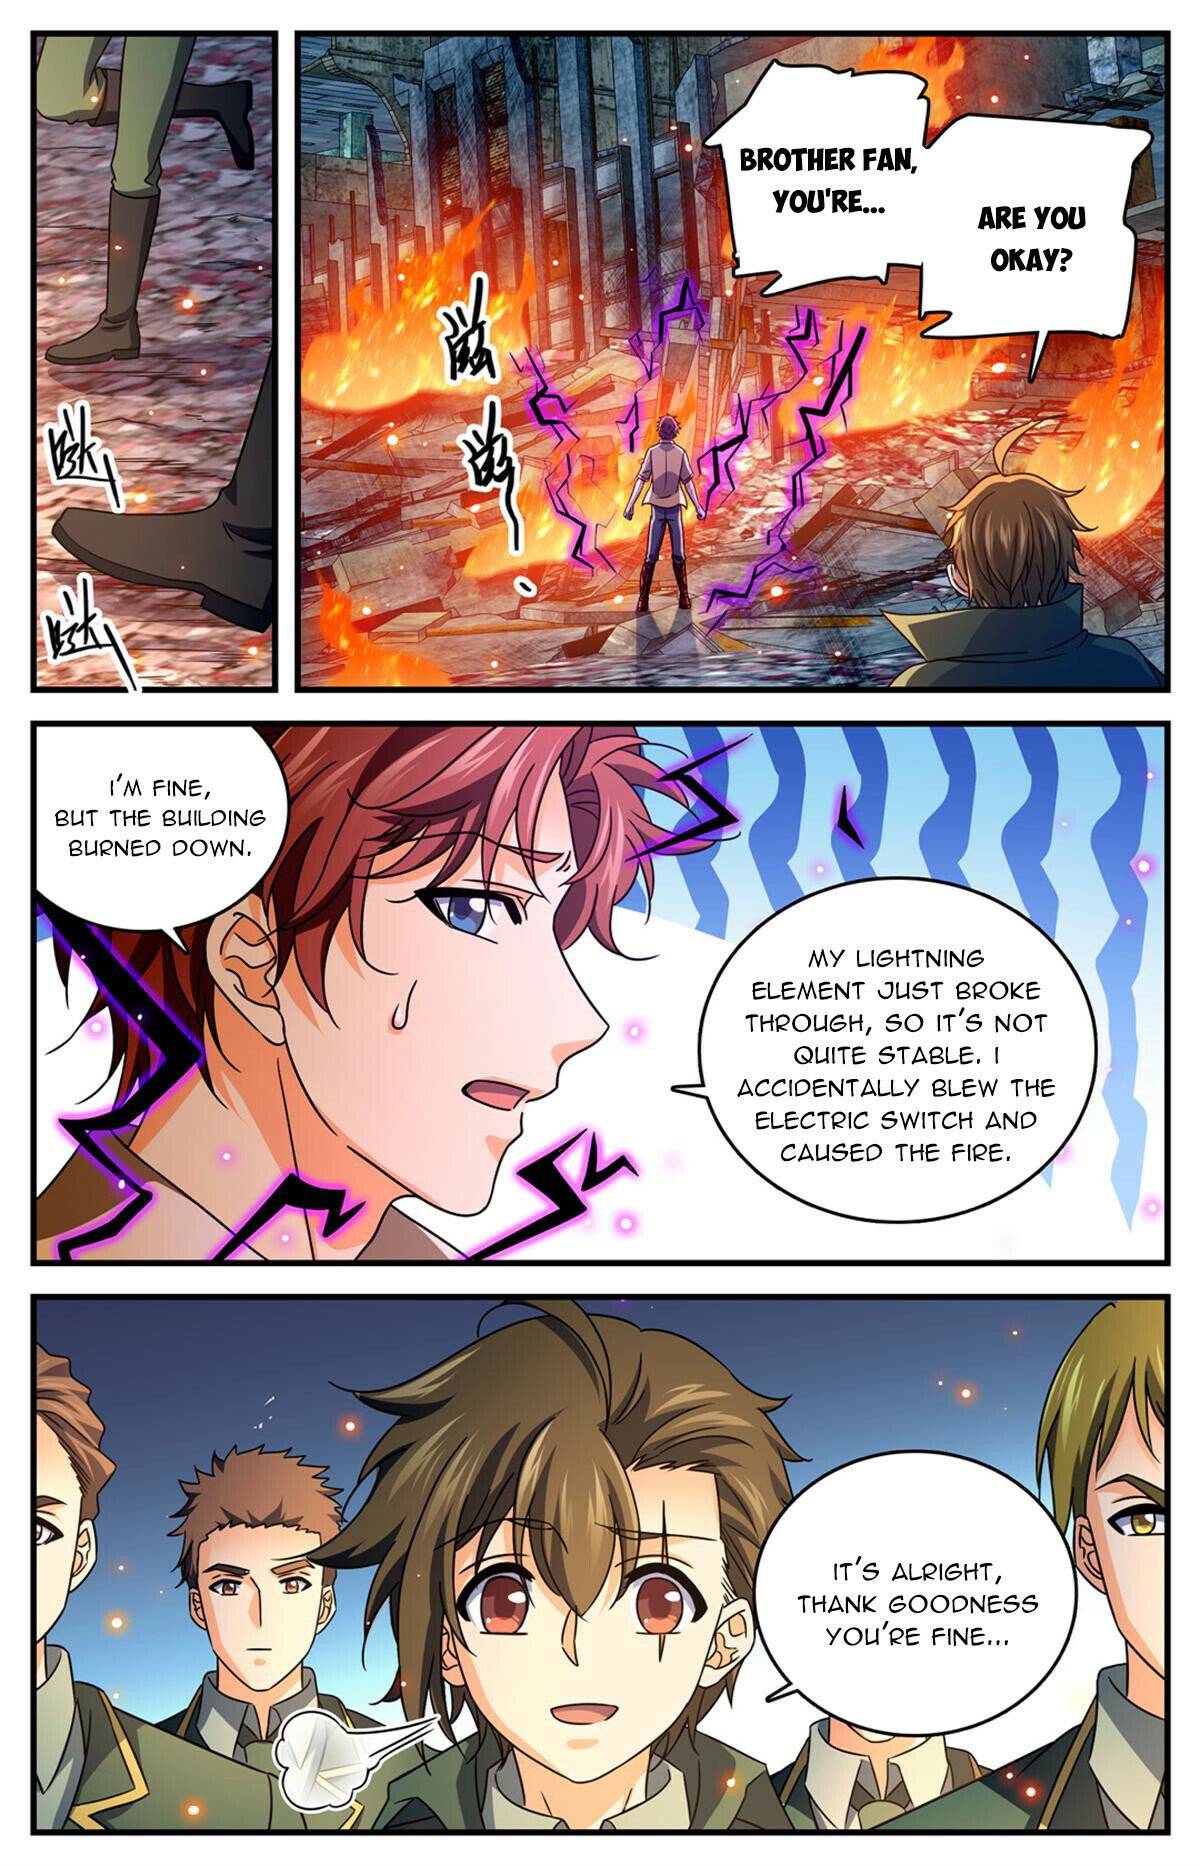 BROTHER FAN,
YOU'RE...
ARE YOU
OKAY?
I'M FINE,
BUT THE BUILDING
BURNED DOWN.
MY LIGHTNING
ELEMENT JUST BROKE
THROUGH, SO IT'S NOT
QUITE STABLE. I
ACCIDENTALLY BLEW THE
ELECTRIC SWITCH AND
CAUSED THE FIRE.
IT'S ALRIGHT,
THANK GOODNESS
YOU'RE FINE...